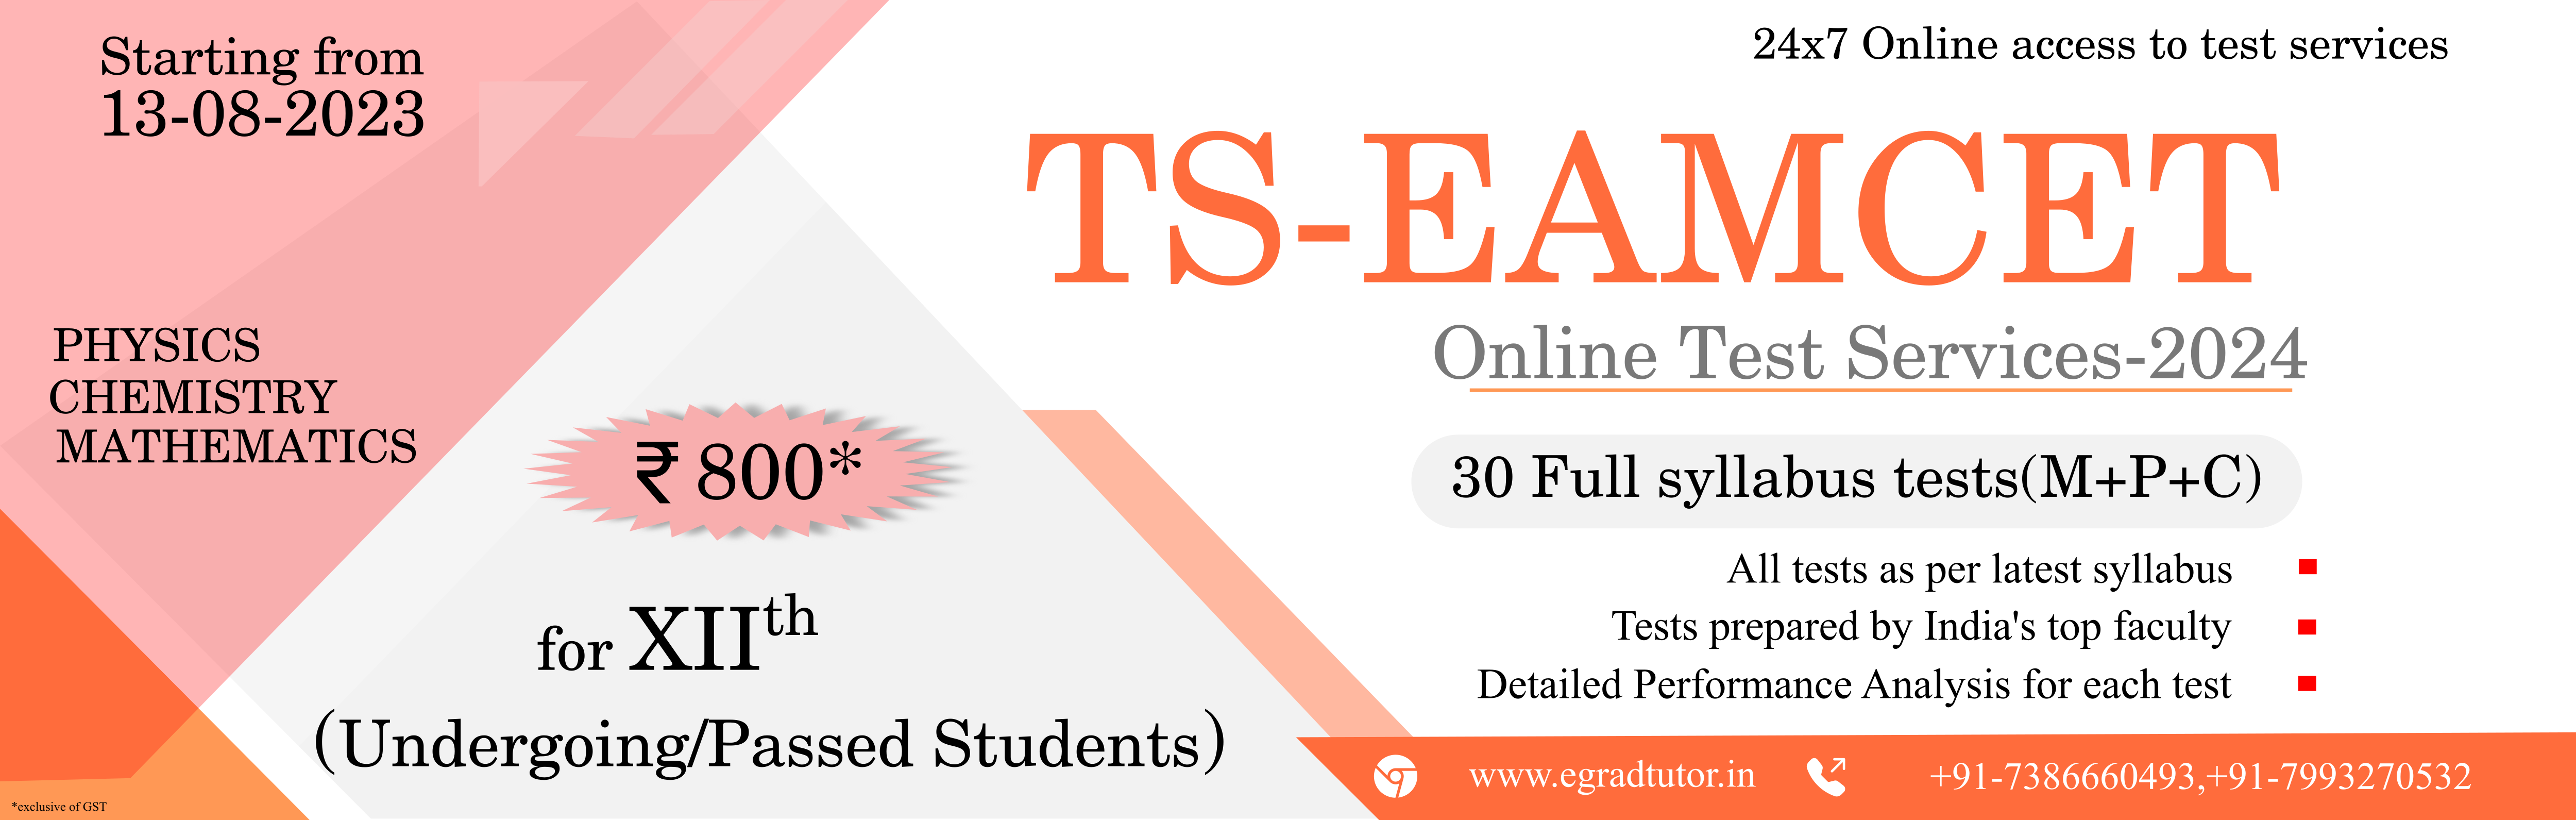 Starting from
13-08-2023
PHYSICS
CHEMISTRY
MATHEMATICS
₹ 800*
for XIIth
(Undergoing/Passed Students)
*exclusive of GST
24x7 Online access to test services
TS-EAMCET
Online Test Services-2024
30 Full syllabus tests(M+P+C)
All tests as per latest syllabus
Tests prepared by India's top faculty
Detailed Performance Analysis for each test
www.egradtutor.in
+91-7386660493,+91-7993270532